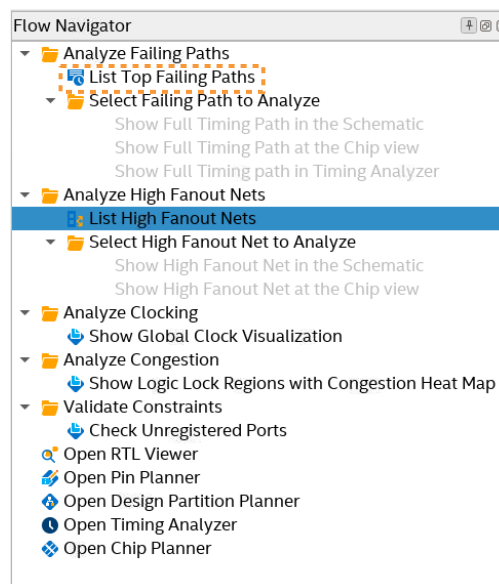 Flow Navigator
Analyze Failing Paths
List Top Failing Paths
Select Failing Path to Analyze
Show Full Timing Path in the Schematic
Show Full Timing Path at the Chip view
Show Full Timing path in Timing Analyzer
Analyze High Fanout Nets
List High Fanout Nets
Select High Fanout Net to Analyze
Show High Fanout Net in the Schematic
Show High Fanout Net at the Chip view
Analyze Clocking
Show Global Clock Visualization
Analyze Congestion
Show Logic Lock Regions with Congestion Heat Map
Validate Constraints
Check Unregistered Ports
Open RTL Viewer
Open Pin Planner
Open Design Partition Planner
Open Timing Analyzer
Open Chip Planner